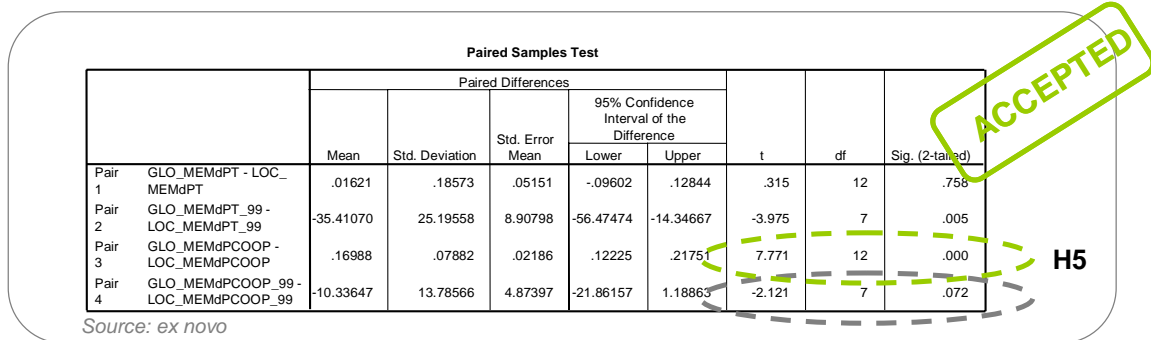 Paired Samples Test
ACCEPTED
Paired Differences
95% Confidence
Interval of the
Difference
Std. Error
Mean Std. Deviation Mean Lower Upper t df Sig. (2-tailed)
Pair 1 GLO_MEMdPT - LOC_
MEMdPT .01621 .18573 .05151 -.09602 .12844 .315 12 .758
Pair 2 GLO_MEMdPT_99 -
LOC_MEMdPT_99 -35.41070 25.19558 8.90798 -56.47474 -14.34667 -3.975 7 .005
Pair 3 GLO_MEMdPCOOP -
LOC_MEMdPCOOP .16988 .07882 .02186 .12225 .21751 7.771 12 .000
H5
Pair 4 GLO_MEMdPCOOP_99 -
LOC_MEMdPCOOP_99 -10.33647 13.78566 4.87397 -21.86157 1.18863 -2.121 7 .072
Source: ex novo